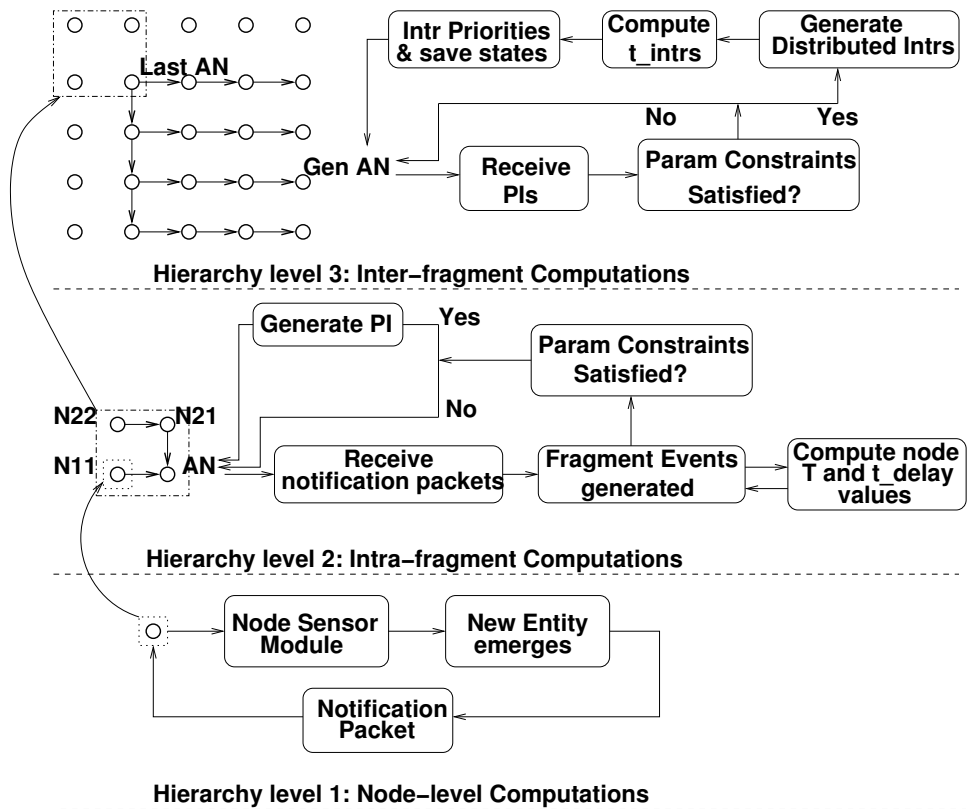 Intr Priorities
& save states
Compute
t_intrs
Generate
Distributed Intrs
Last AN
No
Yes
Gen AN
Receive
PIs
Param Constraints
Satisfied?
Hierarchy level 3: Inter-fragment Computations
Generate PI
Yes
Param Constraints
Satisfied?
No
N22
N21
N11
AN
Receive
notification packets
Fragment Events
generated
Compute node
T and t_delay
values
Hierarchy level 2: Intra-fragment Computations
Node Sensor
Module
New Entity
emerges
Notification
Packet
Hierarchy level 1: Node-level Computations